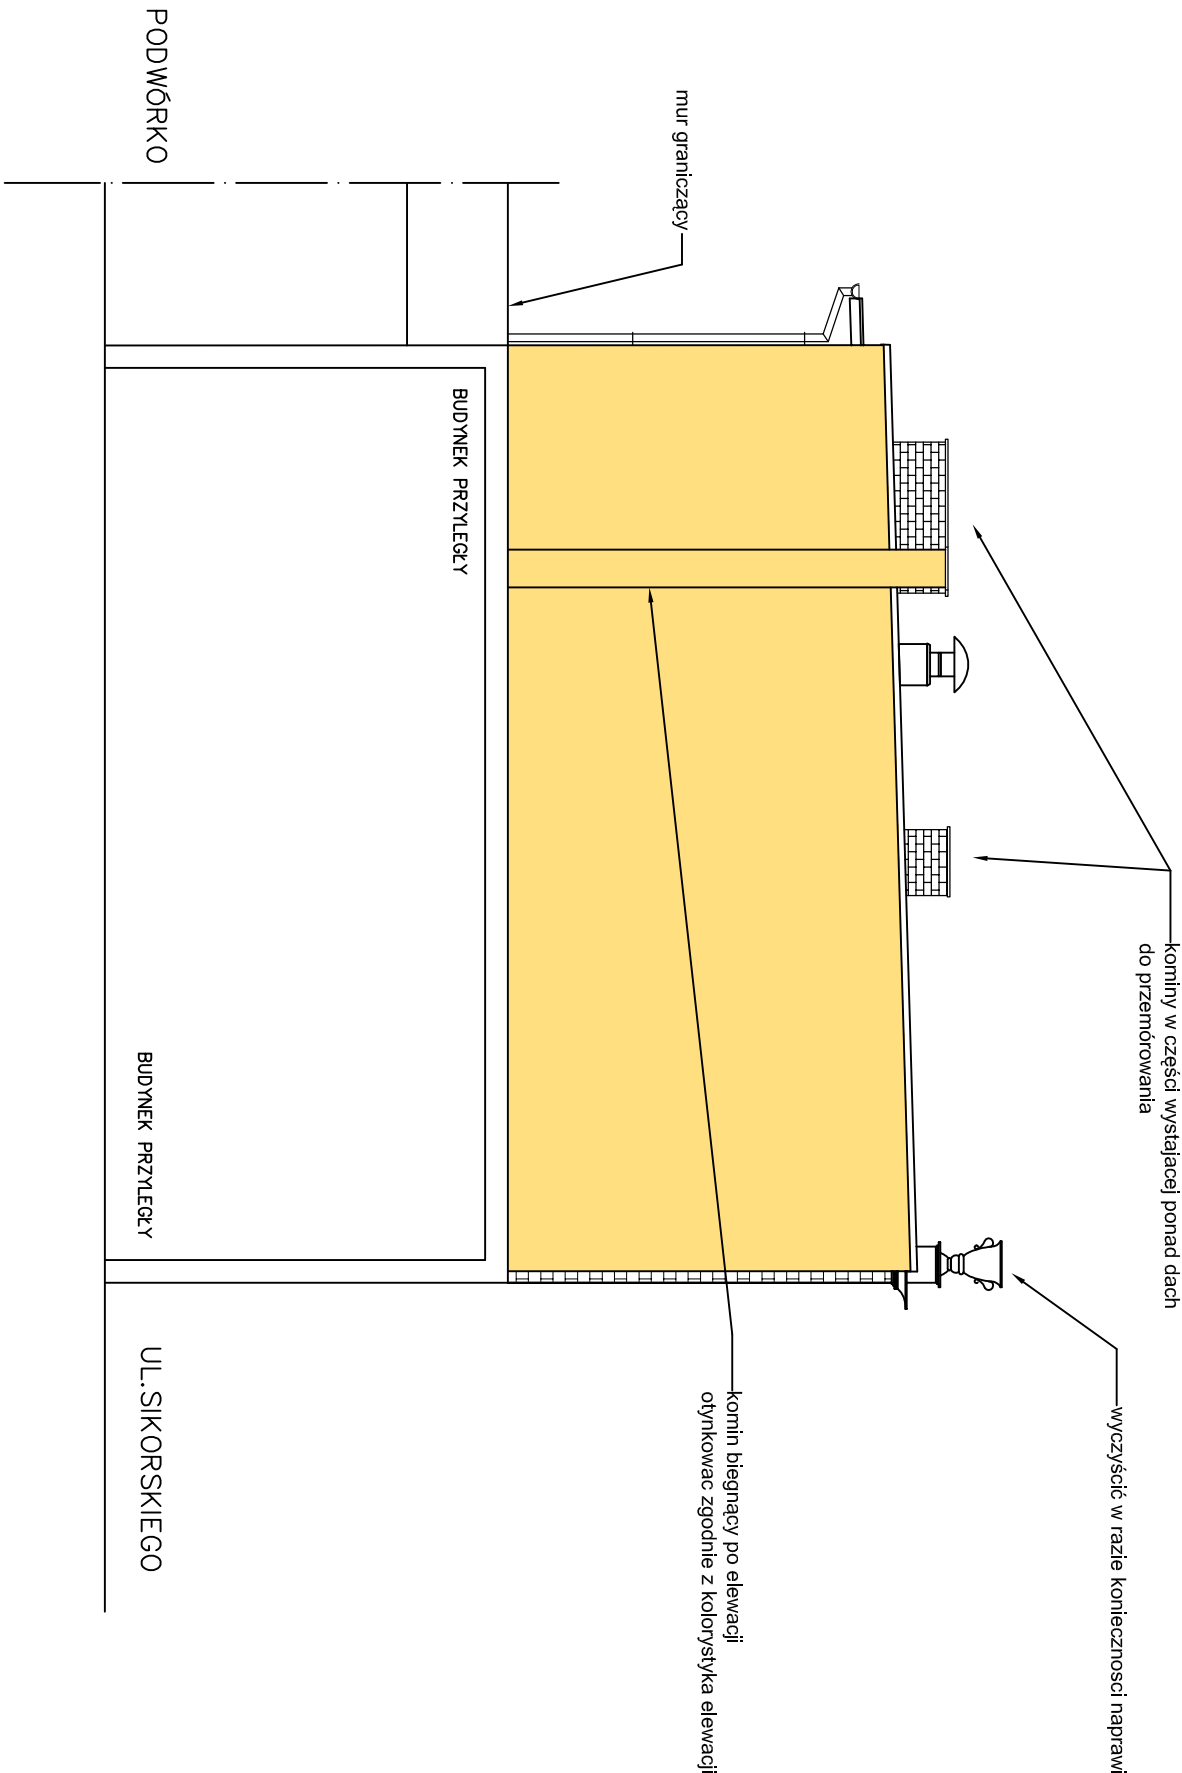 kominy w części wystajacej ponad dach
do przemórowania
wyczyścić w razie koniecznosci naprawi
mur graniczący
komin biegnący po elewacji
otynkowac zgodnie z kolorystyka elewacji
BUDYNEK PRZYLEGŁY
BUDYNEK PRZYLEGŁY
PODWÓRKO
UL.SIKORSKIEGO